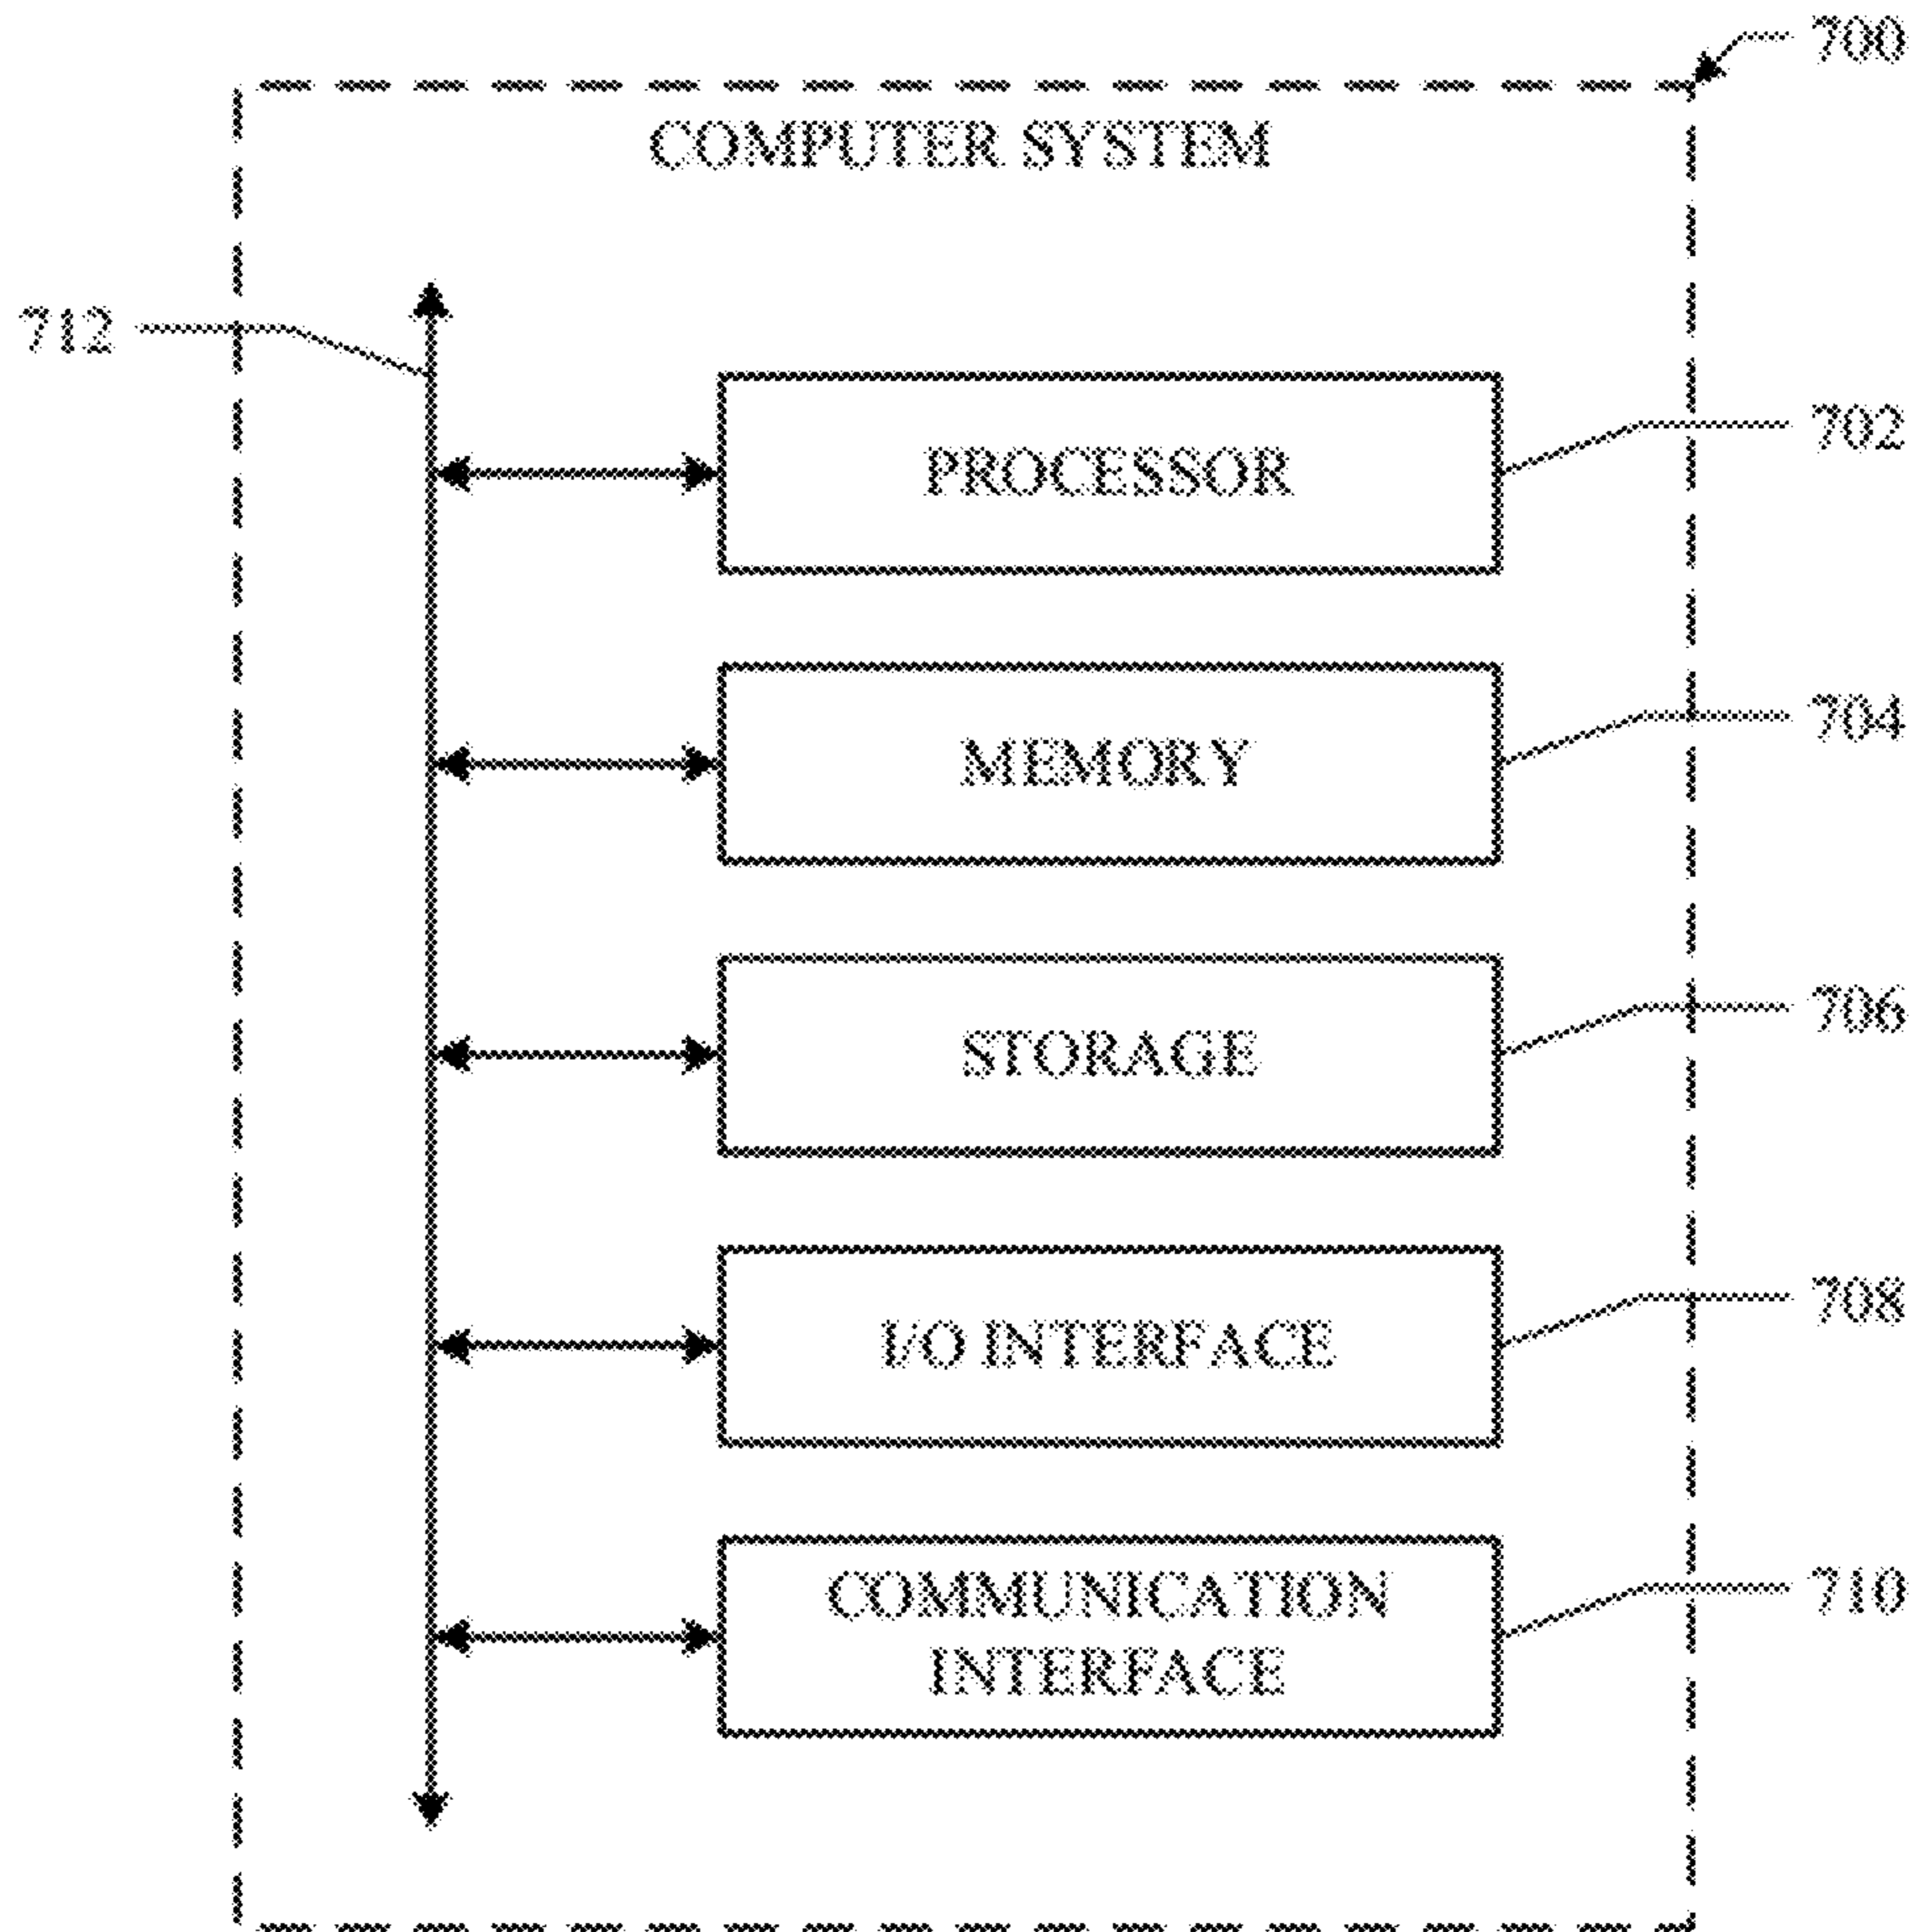 700
COMPUTER SYSTEM
712
702
PROCESSOR
704
MEMORY
706
STORAGE
708
I/O INTERFACE
710
COMMUNICATION
INTERFACE